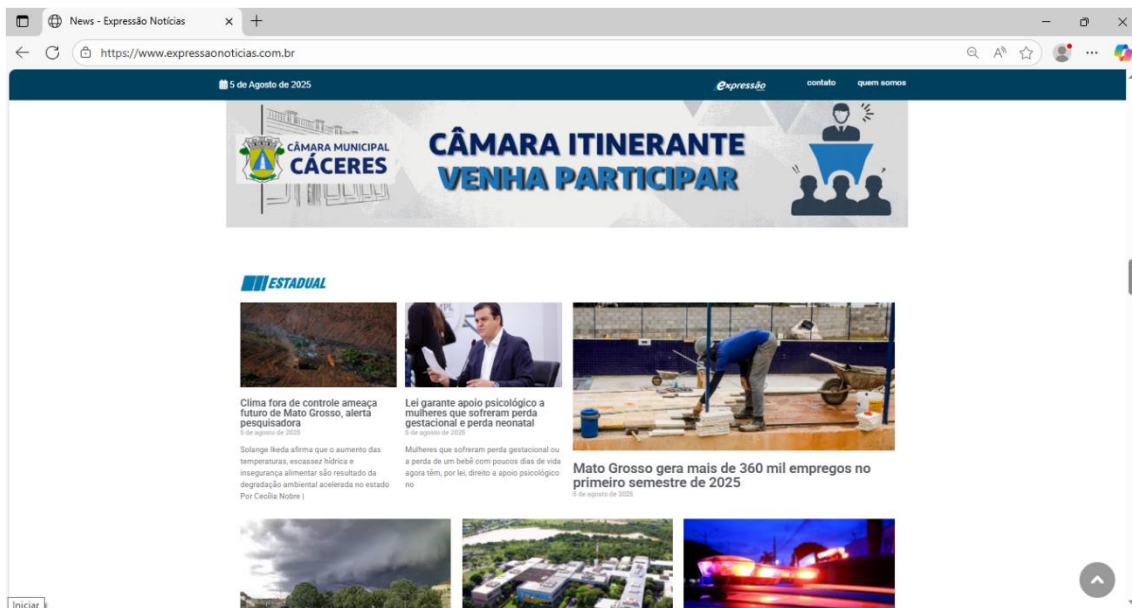 News - Expressão Notícias
https://www.expressaonoticias.com.br
5 de Agosto de 2025
expressão
contato
quem somos
CÂMARA MUNICIPAL
CÁCERES
CÂMARA ITINERANTE
VENHA PARTICIPAR
ESTADUAL
Clima fora de controle ameaça
futuro de Mato Grosso, alerta
pesquisadora
5 de agosto de 2025
Solange Ikeda afirma que o aumento das
temperaturas, escassez hídrica e
insegurança alimentar são resultado da
degradação ambiental acelerada no estado
Por Cecília Nobre |
Lei garante apoio psicológico a
mulheres que sofreram perda
gestacional e perda neonatal
5 de agosto de 2025
Mulheres que sofreram perda gestacional ou
a perda de um bebê com poucos dias de vida
agora têm, por lei, direito a apoio psicológico
no
Mato Grosso gera mais de 360 mil empregos no
primeiro semestre de 2025
5 de agosto de 2025
Iniciar